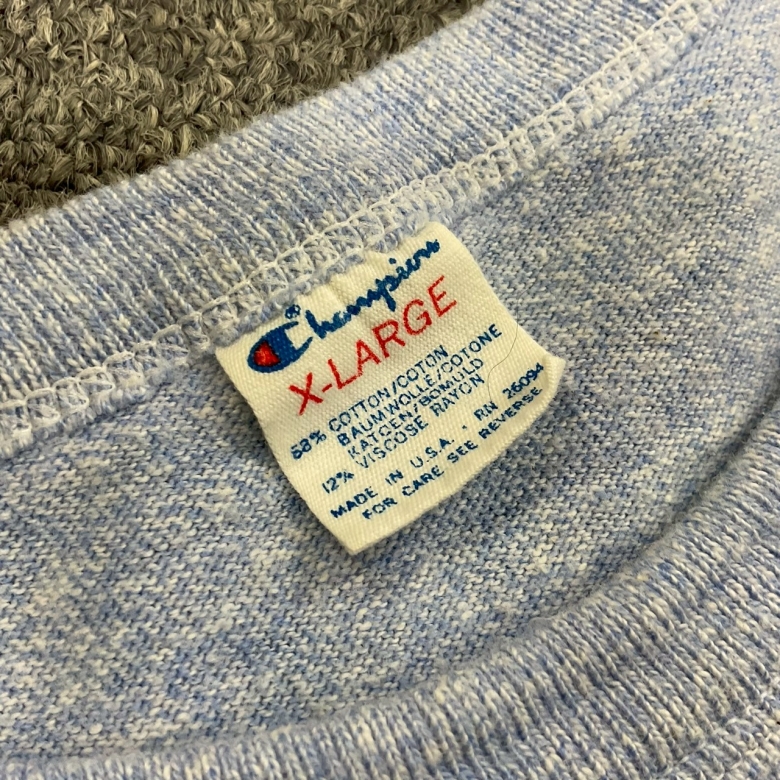 Champion®
X-LARGE
88% COTTON/COTON
BAUMWOLLE/COTONE
KATOEN/BOMULD
12% VISCOSE RAYON
MADE IN U.S.A. · RN 26094
FOR CARE SEE REVERSE